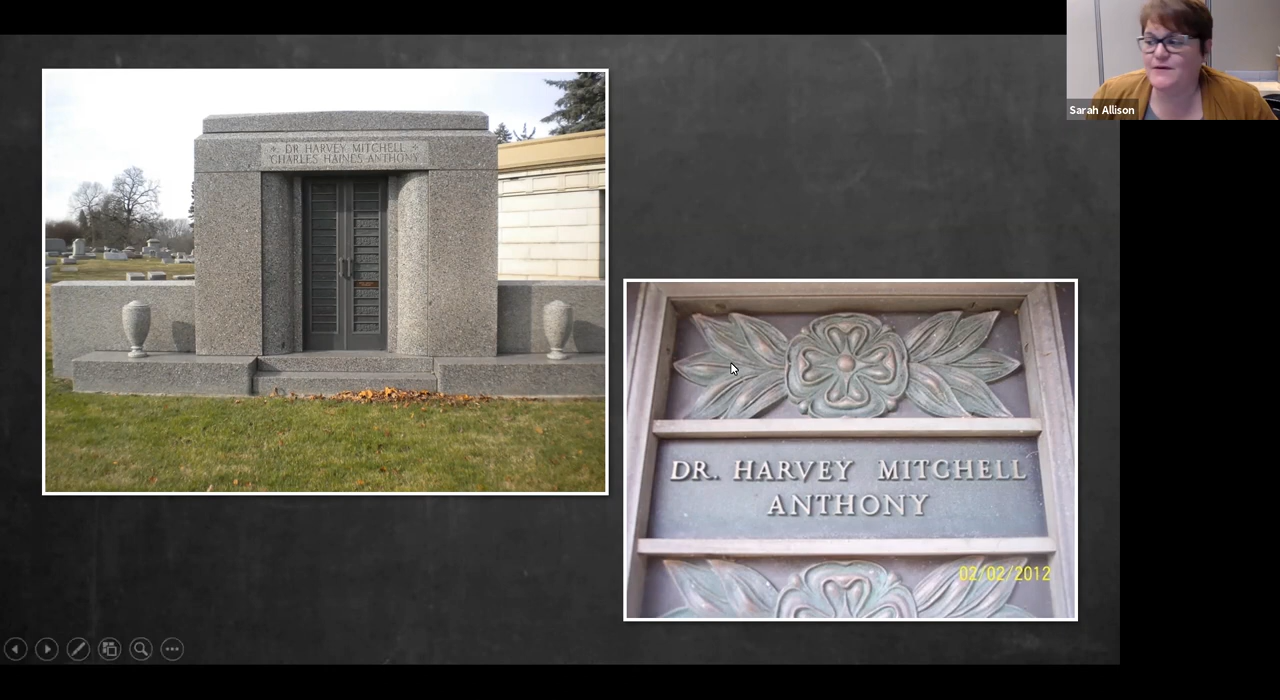 DR HARVEY MITCHELL
CHARLES HAINES ANTHONY
Sarah Allison
DR. HARVEY MITCHELL
ANTHONY
02/02/2012